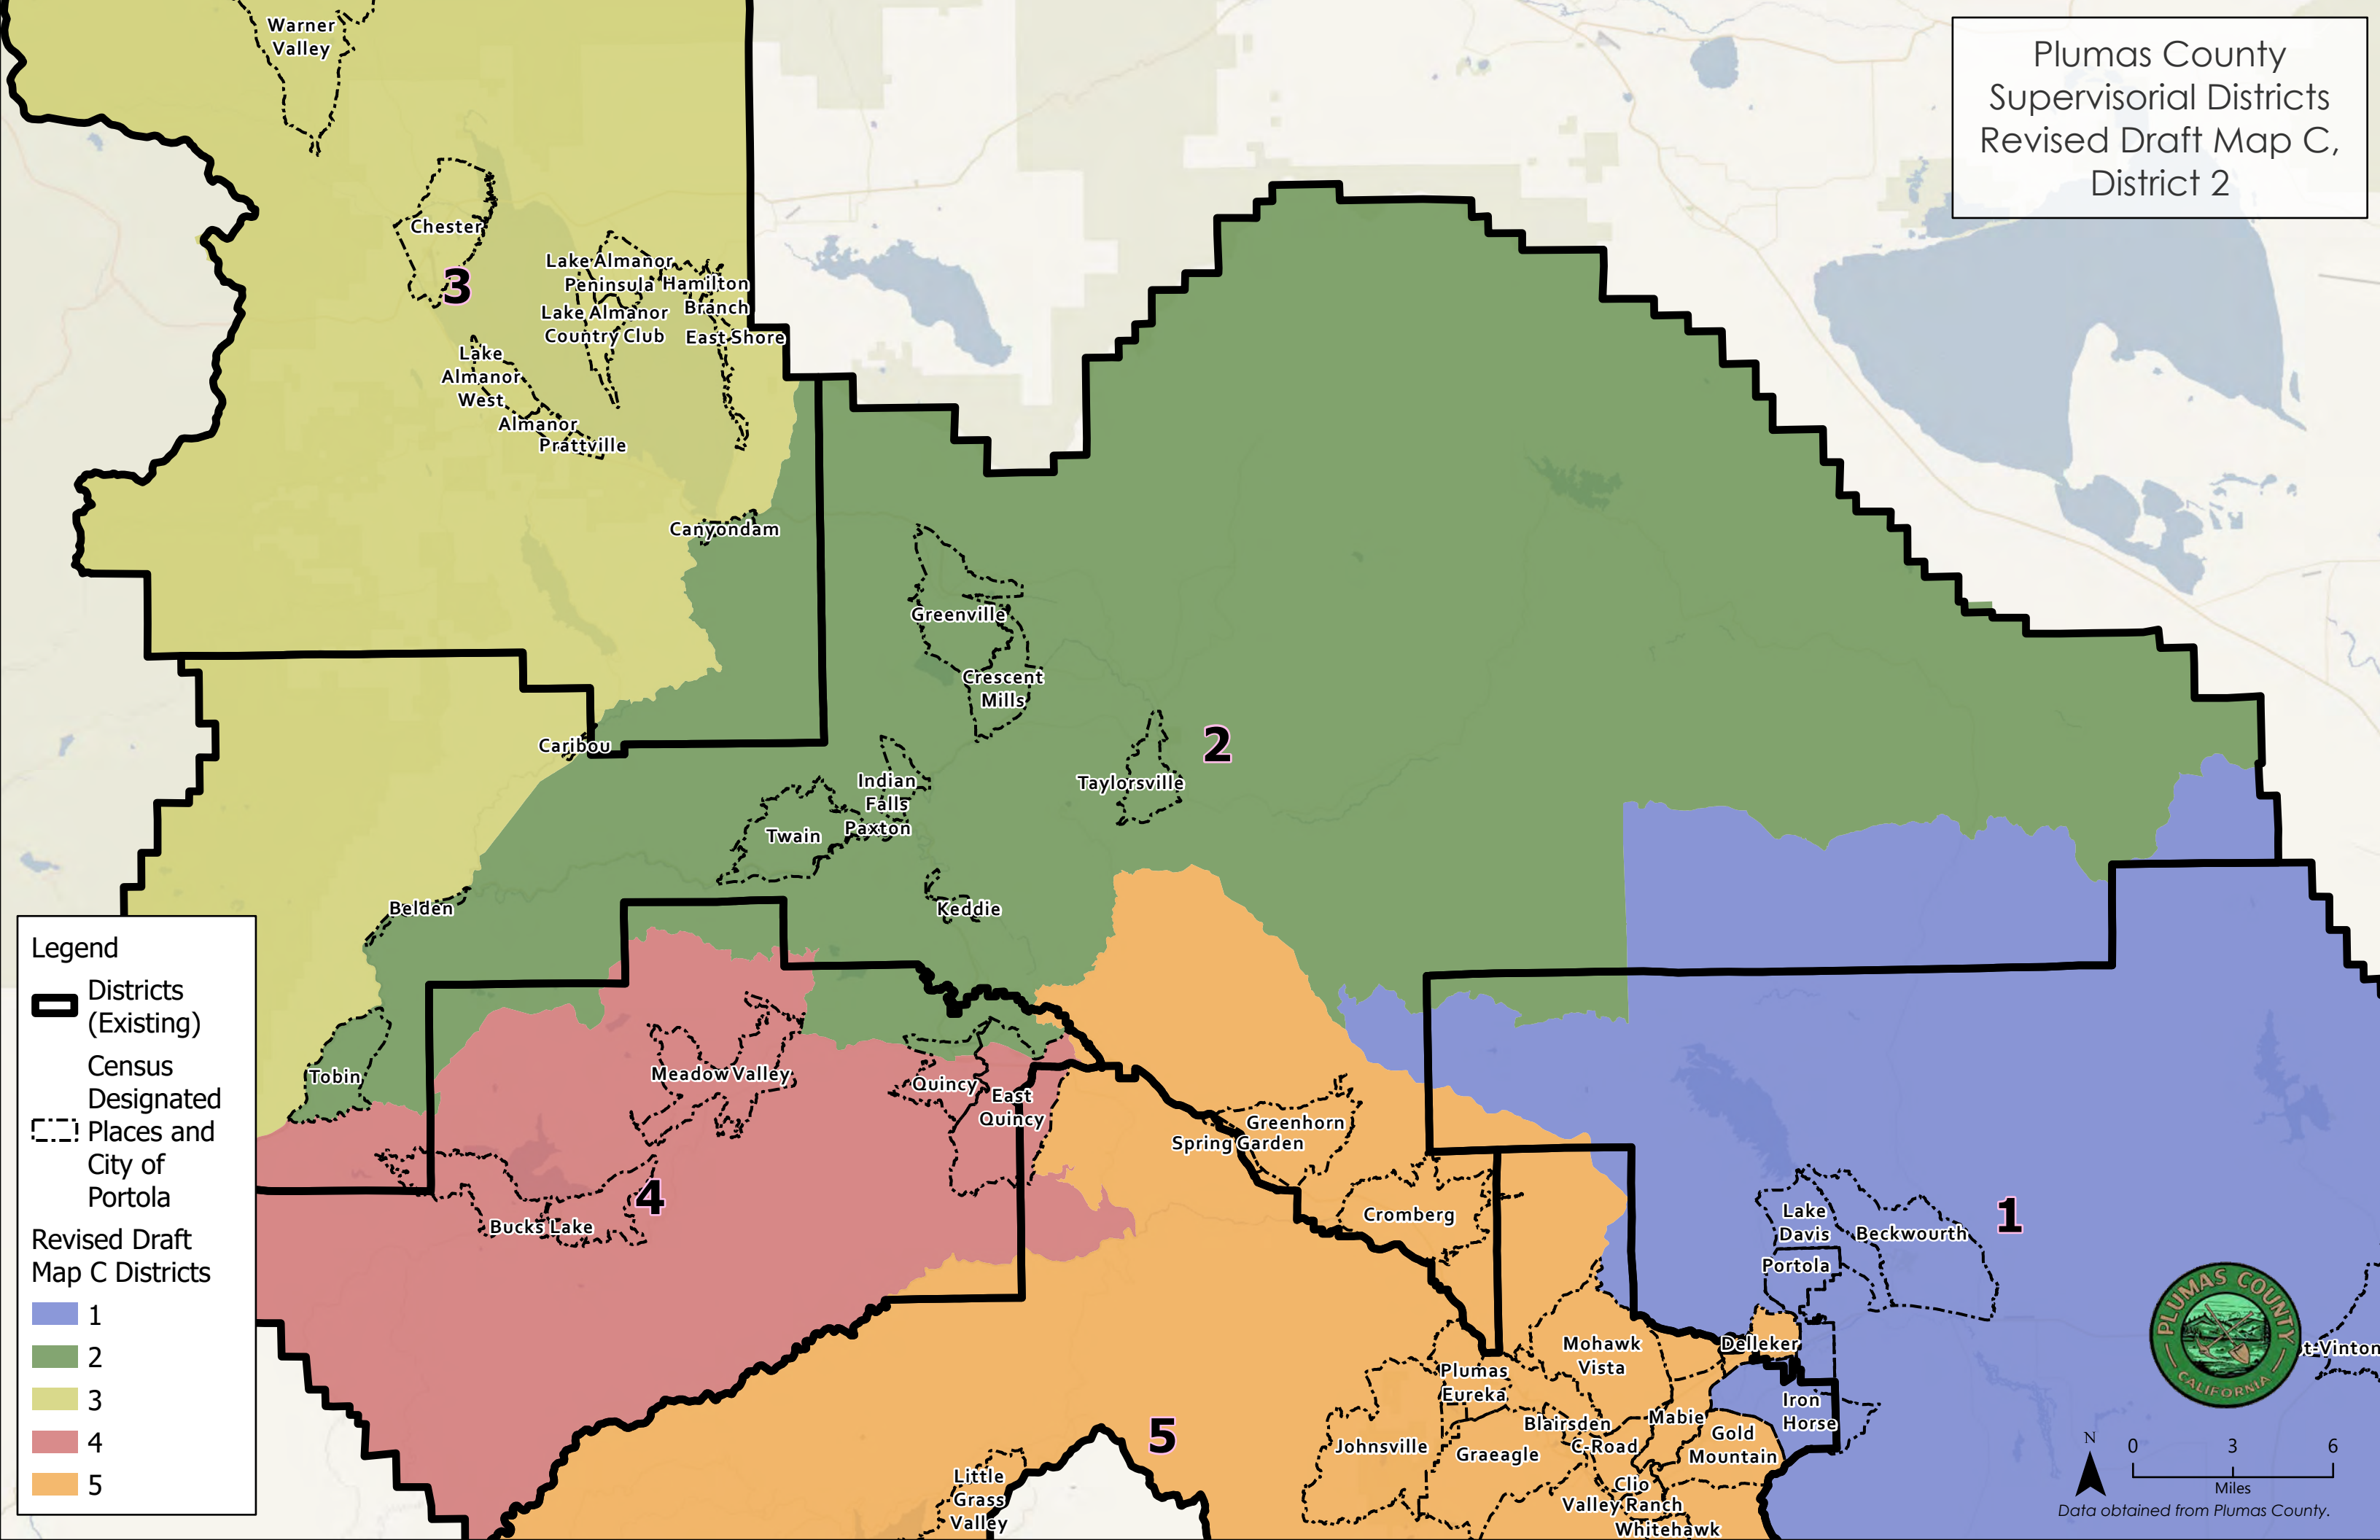 Plumas County
Supervisorial Districts
Revised Draft Map C,
District 2
Warner
Valley
Chester
3
Lake Almanor
Peninsula
Hamilton
Branch
Lake Almanor
Country Club
East Shore
Lake
Almanor
West
Almanor
Prattville
Canyondam
Greenville
Crescent
Mills
2
Caribou
Taylorsville
Indian
Falls
Twain
Paxton
Belden
Keddie
Tobin
Meadow Valley
Quincy
East
Quincy
Greenhorn
Spring Garden
4
Bucks Lake
Cromberg
Lake
Davis
Beckwourth
1
Portola
Delleker
Mohawk
Vista
Plumas
Eureka
Iron
Horse
Blairsden
Mabie
Gold
Mountain
C-Road
Johnsville
Graeagle
5
Little
Grass
Valley
Clio
Valley Ranch
Whitehawk
t-Vinton
Legend
Districts
(Existing)
Census
Designated
Places and
City of
Portola
Revised Draft
Map C Districts
1
2
3
4
5
PLUMAS COUNTY
CALIFORNIA
N
0 3 6
Miles
Data obtained from Plumas County.